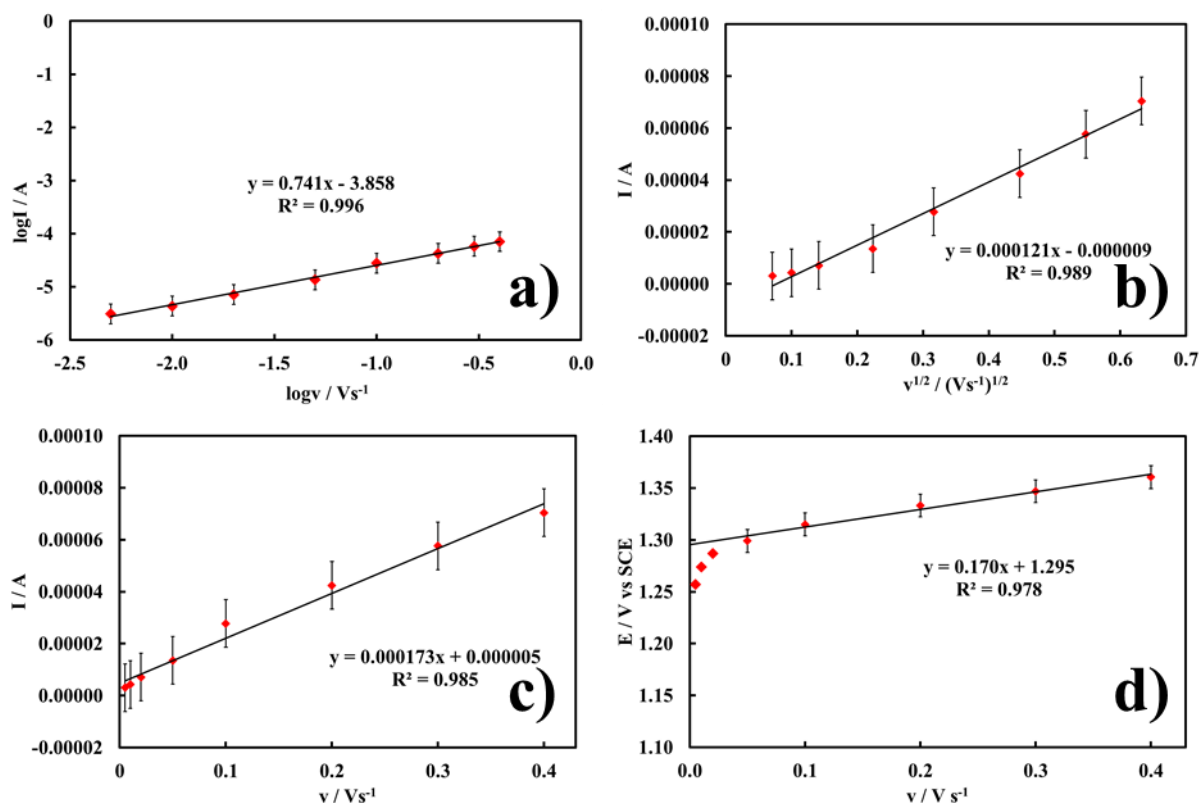 0
-1
-2
-3
-4
-5
-6
logI / A
y = 0.741x - 3.858
R² = 0.996
a)
-2.5 -2.0 -1.5 -1.0 -0.5 0.0
logv / Vs⁻¹
0.00010
0.00008
0.00006
0.00004
0.00002
0.00000
-0.00002
I / A
y = 0.000121x - 0.000009
R² = 0.989
b)
0 0.1 0.2 0.3 0.4 0.5 0.6 0.7
v¹ᐟ² / (Vs⁻¹)¹ᐟ²
0.00010
0.00008
0.00006
0.00004
0.00002
0.00000
-0.00002
I / A
y = 0.000173x + 0.000005
R² = 0.985
c)
0 0.1 0.2 0.3 0.4
v / Vs⁻¹
1.40
1.35
1.30
1.25
1.20
1.15
1.10
E / V vs SCE
y = 0.170x + 1.295
R² = 0.978
d)
0.0 0.1 0.2 0.3 0.4
v / V s⁻¹